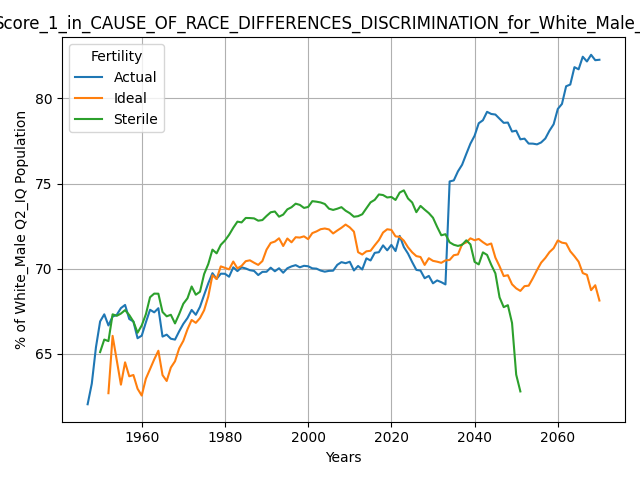 Score_1_in_CAUSE_OF_RACE_DIFFERENCES_DISCRIMINATION_for_White_Male_
Fertility
Actual
Ideal
Sterile
% of White_Male Q2_IQ Population
80
75
70
65
1960
1980
2000
2020
2040
2060
Years